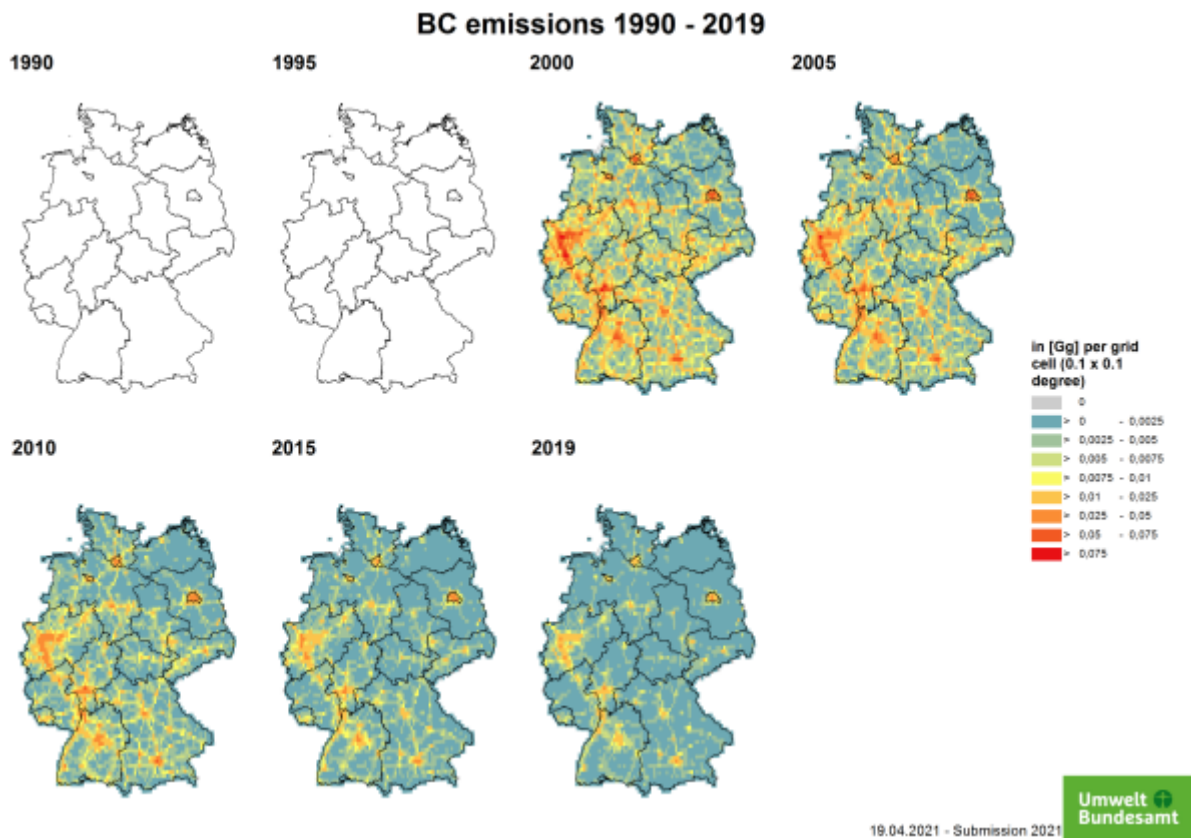 BC emissions 1990 - 2019
1990
1995
2000
2005
in [Gg] per grid
cell (0.1 x 0.1
degree)
0
> 0 - 0,0025
> 0,0025 - 0,005
> 0,005 - 0,0075
> 0,0075 - 0,01
> 0,01 - 0,025
> 0,025 - 0,05
> 0,05 - 0,075
> 0,075
2010
2015
2019
Umwelt
Bundesamt
19.04.2021 - Submission 2021